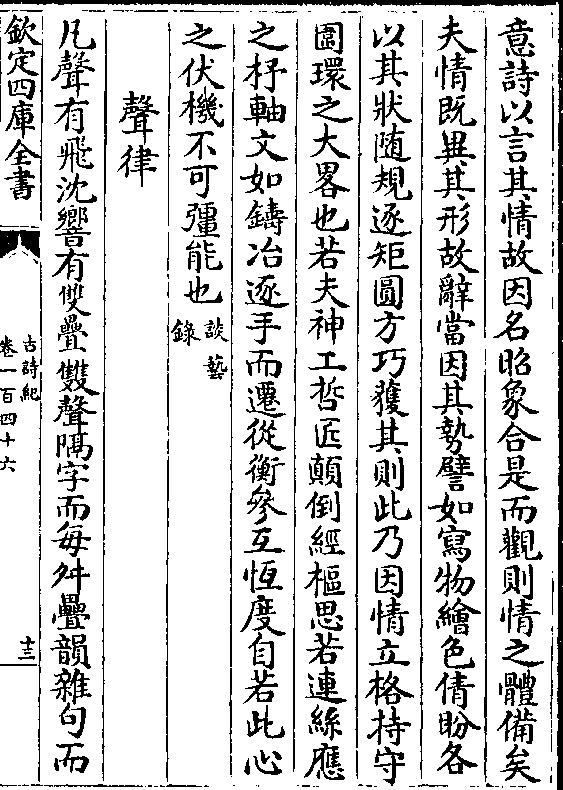 意詩以言其情故因名昭象合是而觀則情之體備矣
夫情既異其形故辭當因其勢譬如寫物繪色倩盼各
以其狀随規逐矩圓方巧獲其則此乃因情立格持守
圍環之大畧也若夫神工哲匠顛倒經樞思若連絲應
之杼軸文如鑄冶逐手而遷從衡參互恆度自若此心
之伏機不可彊能也談藝
錄
聲律
凡聲有飛沈響有雙疊雙聲隔字而每舛疊韻雜句而
欽定四庫全書
古詩紀
卷一百四十六
十三